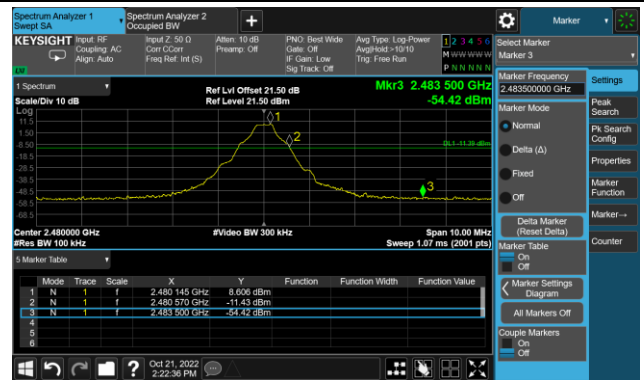 Spectrum Analyzer 1
Swept SA
Spectrum Analyzer 2
Occupied BW
Marker
KEYSIGHT
Input: RF
Coupling: AC
Align: Auto
Input Z: 50 Ω
Corr CCorr
Freq Ref: Int (S)
Atten: 10 dB
Preamp: Off
PNO: Best Wide
Gate: Off
IF Gain: Low
Sig Track: Off
Avg Type: Log-Power
Avg|Hold:>10/10
Trig: Free Run
1 2 3 4 5 6
M W W W W W
P N N N N N
LW
1 Spectrum
Scale/Div 10 dB
Ref Lvl Offset 21.50 dB
Ref Level 21.50 dBm
Mkr3 2.483 500 GHz
-54.42 dBm
Log
11.5
1.50
-8.50
-18.5
-28.5
-38.5
-48.5
-58.5
-68.5
1
2
3
DL1 -11.39 dBm
Center 2.480000 GHz
#Res BW 100 kHz
#Video BW 300 kHz
Span 10.00 MHz
Sweep 1.07 ms (2001 pts)
5 Marker Table
Mode Trace Scale X Y Function Function Width Function Value
1 N 1 f 2.480 145 GHz 8.606 dBm
2 N 1 f 2.480 570 GHz -11.43 dBm
3 N 1 f 2.483 500 GHz -54.42 dBm
4
5
6
Select Marker
Marker 3
Marker Frequency
2.483500000 GHz
Marker Mode
Normal
Delta (Δ)
Fixed
Off
Delta Marker
(Reset Delta)
Marker Table
On
Off
Marker Settings
Diagram
All Markers Off
Couple Markers
On
Off
Settings
Peak
Search
Pk Search
Config
Properties
Marker
Function
Marker→
Counter
?
Oct 21, 2022
2:22:36 PM